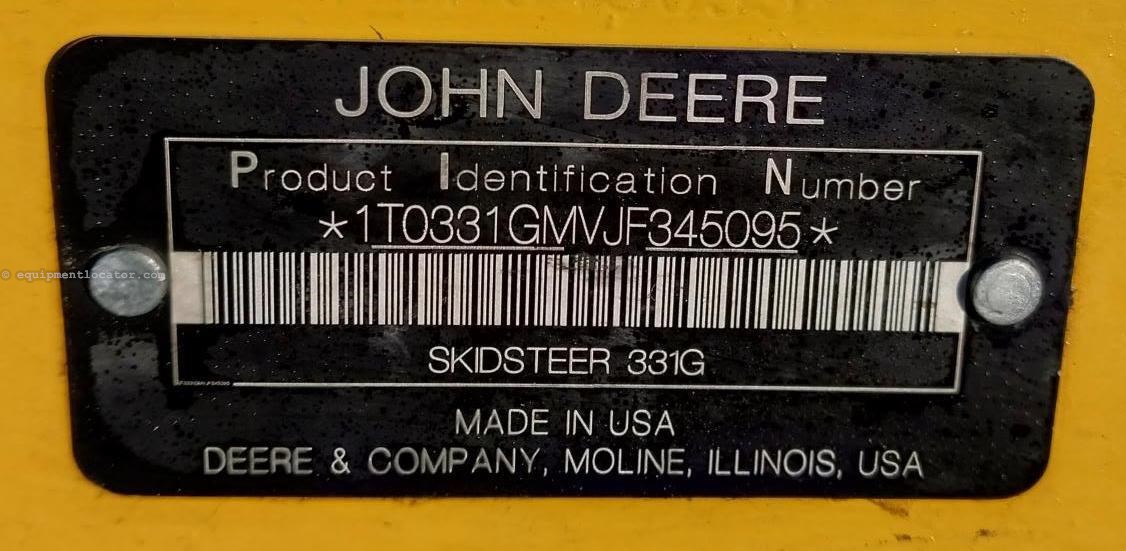 JOHN DEERE
Product Identification Number
*1T0331GMVJF345095*
© equipmentlocator.com
SKIDSTEER 331G
MADE IN USA
DEERE & COMPANY, MOLINE, ILLINOIS, USA